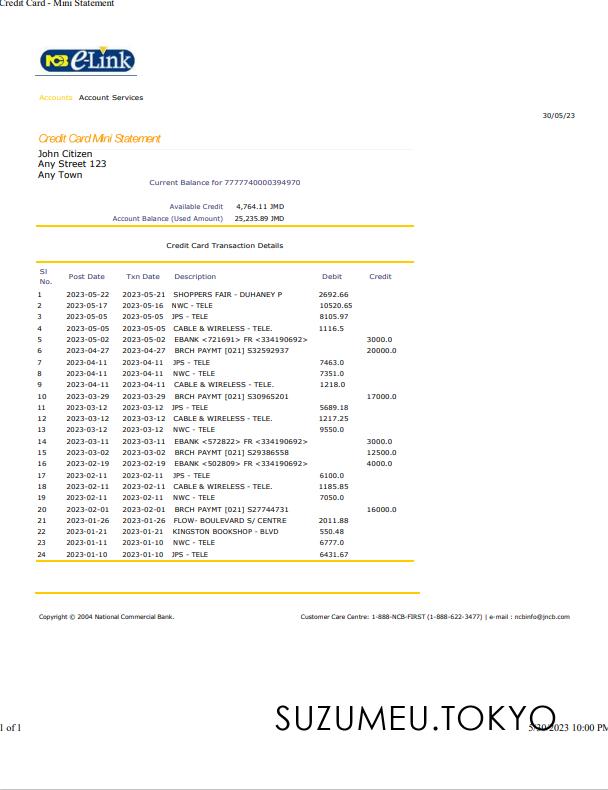 Credit Card - Mini Statement
NCB e-Link
Accounts Account Services
30/05/23
Credit Card Mini Statement
John Citizen
Any Street 123
Any Town
Current Balance for 7777740000394970
Available Credit 4,764.11 JMD
Account Balance (Used Amount) 25,235.89 JMD
Credit Card Transaction Details
Sl No. Post Date Txn Date Description Debit Credit
1 2023-05-22 2023-05-21 SHOPPERS FAIR - DUHANEY P 2692.66
2 2023-05-17 2023-05-16 NWC - TELE 10520.65
3 2023-05-05 2023-05-05 JPS - TELE 8105.97
4 2023-05-05 2023-05-05 CABLE & WIRELESS - TELE. 1116.5
5 2023-05-02 2023-05-02 EBANK <721691> FR <334190692> 3000.0
6 2023-04-27 2023-04-27 BRCH PAYMT [021] S32592937 20000.0
7 2023-04-11 2023-04-11 JPS - TELE 7463.0
8 2023-04-11 2023-04-11 NWC - TELE 7351.0
9 2023-04-11 2023-04-11 CABLE & WIRELESS - TELE. 1218.0
10 2023-03-29 2023-03-29 BRCH PAYMT [021] S30965201 17000.0
11 2023-03-12 2023-03-12 JPS - TELE 5689.18
12 2023-03-12 2023-03-12 CABLE & WIRELESS - TELE. 1217.25
13 2023-03-12 2023-03-12 NWC - TELE 9550.0
14 2023-03-11 2023-03-11 EBANK <572822> FR <334190692> 3000.0
15 2023-03-02 2023-03-02 BRCH PAYMT [021] S29386558 12500.0
16 2023-02-19 2023-02-19 EBANK <502809> FR <334190692> 4000.0
17 2023-02-11 2023-02-11 JPS - TELE 6100.0
18 2023-02-11 2023-02-11 CABLE & WIRELESS - TELE. 1185.85
19 2023-02-11 2023-02-11 NWC - TELE 7050.0
20 2023-02-01 2023-02-01 BRCH PAYMT [021] S27744731 16000.0
21 2023-01-26 2023-01-26 FLOW- BOULEVARD S/ CENTRE 2011.88
22 2023-01-21 2023-01-21 KINGSTON BOOKSHOP - BLVD 550.48
23 2023-01-11 2023-01-10 NWC - TELE 6777.0
24 2023-01-10 2023-01-10 JPS - TELE 6431.67
Copyright © 2004 National Commercial Bank. Customer Care Centre: 1-888-NCB-FIRST (1-888-622-3477) | e-mail : ncbinfo@jncb.com
SUZUMEU.TOKYO
1 of 1 5/30/2023 10:00 PM